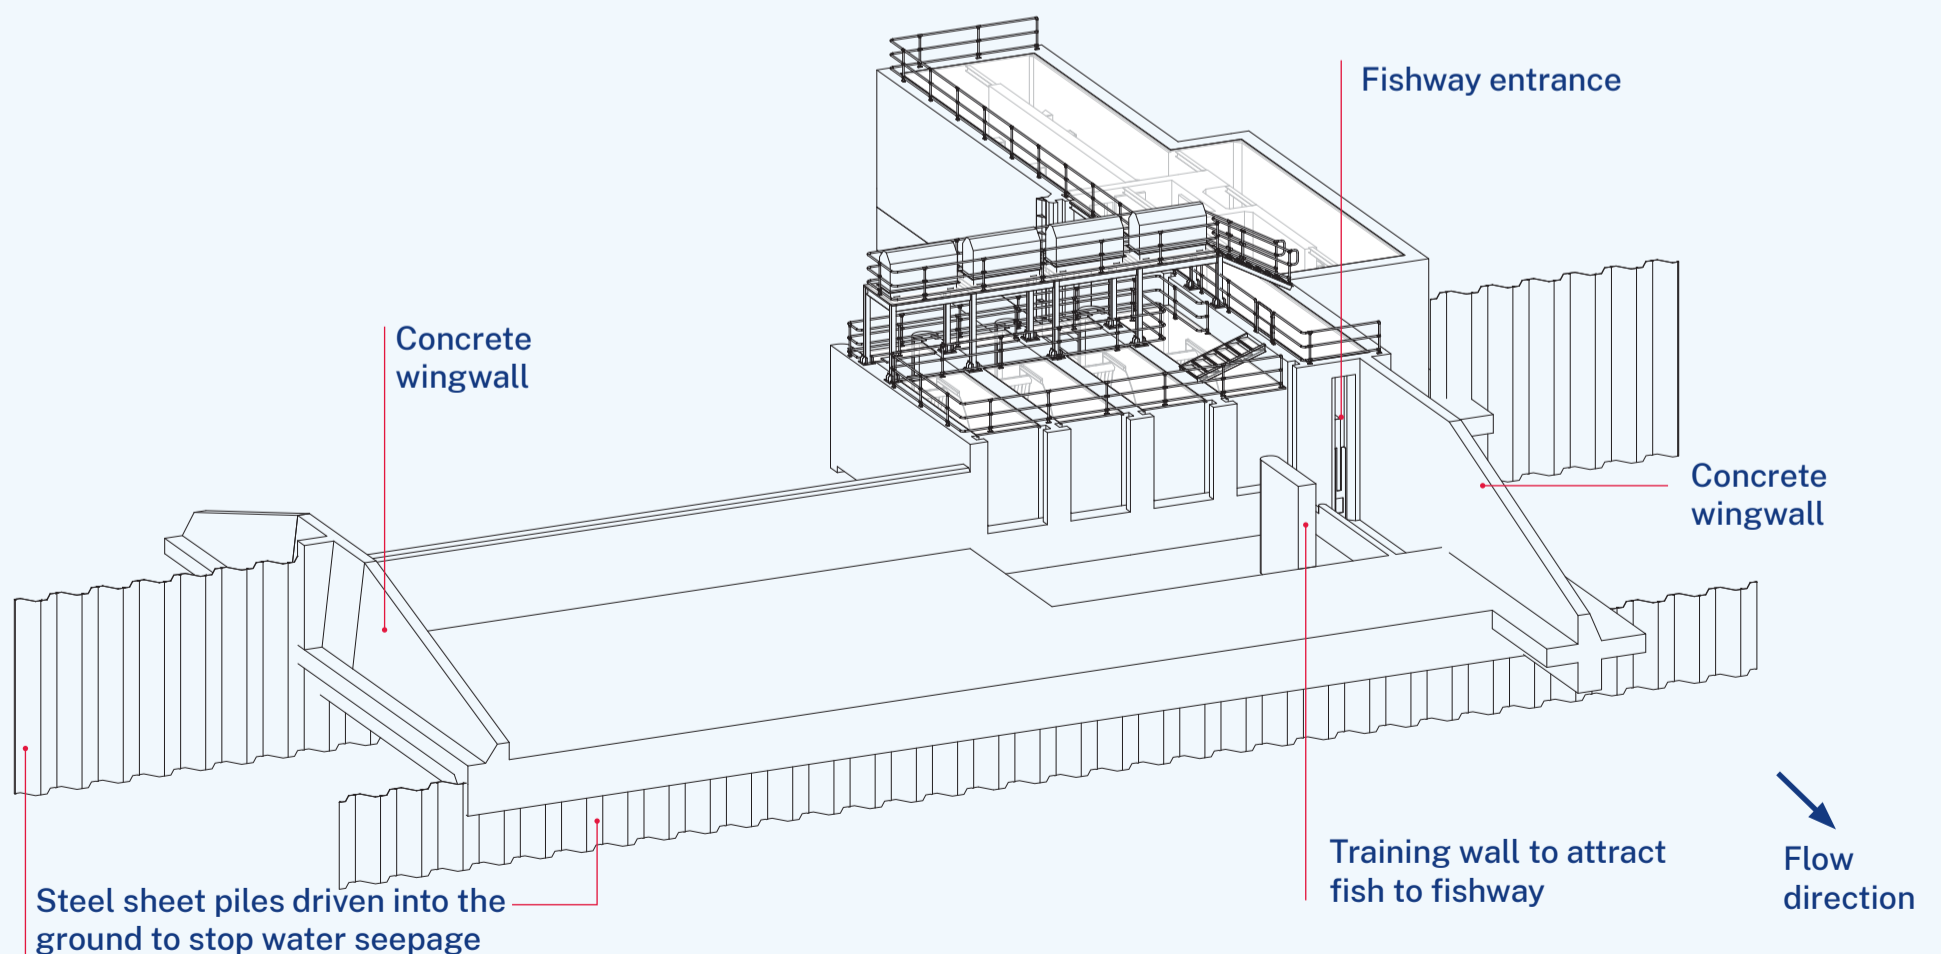 Fishway entrance
Concrete
wingwall
Concrete
wingwall
Training wall to attract
fish to fishway
Flow
direction
Steel sheet piles driven into the
ground to stop water seepage